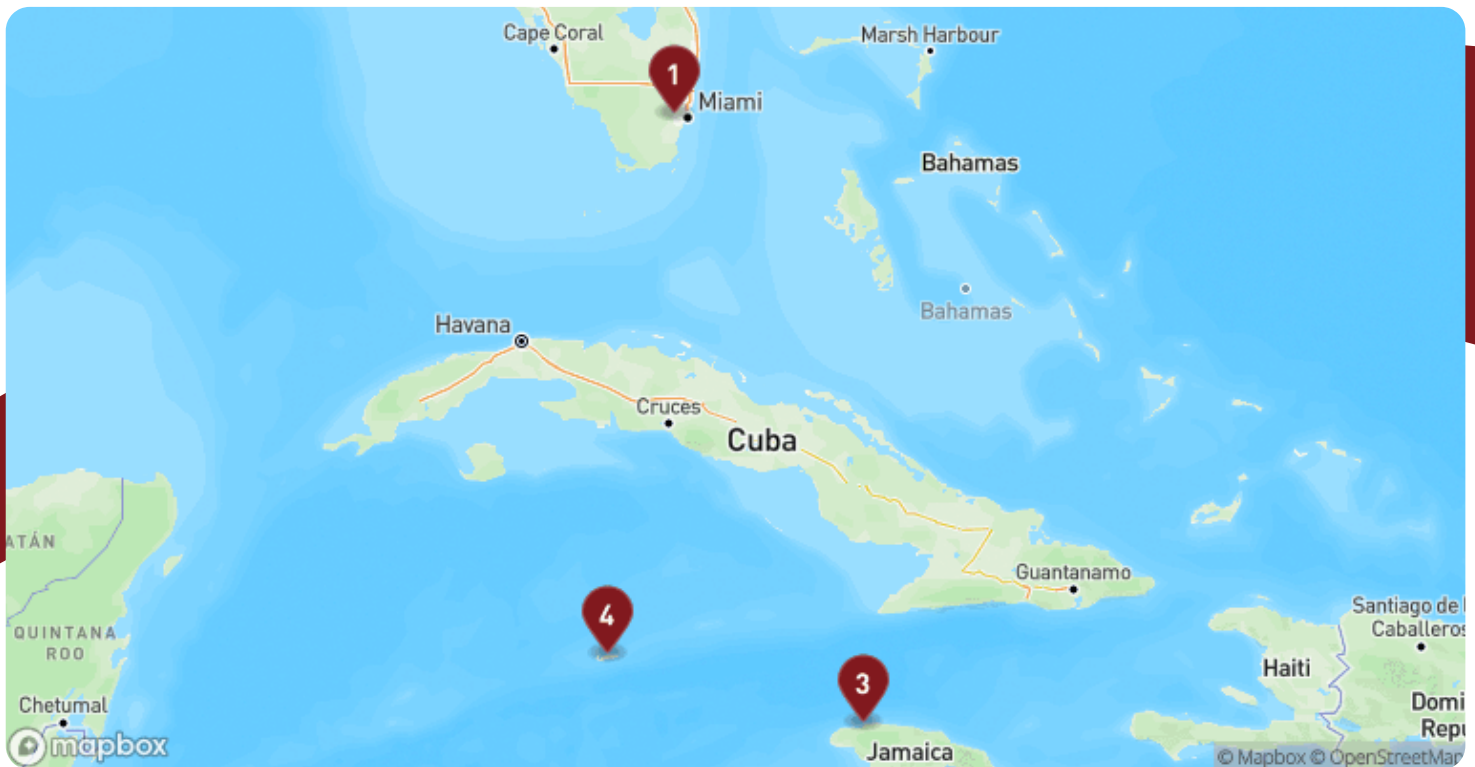 Cape Coral
Marsh Harbour
1
Miami
Bahamas
Bahamas
Havana
Cruces
Cuba
ATÁN
Guantanamo
Santiago de
Caballeros
4
QUINTANA
ROO
Haiti
3
Chetumal
Domi
Repu
mapbox
Jamaica
© Mapbox © OpenStreetMap